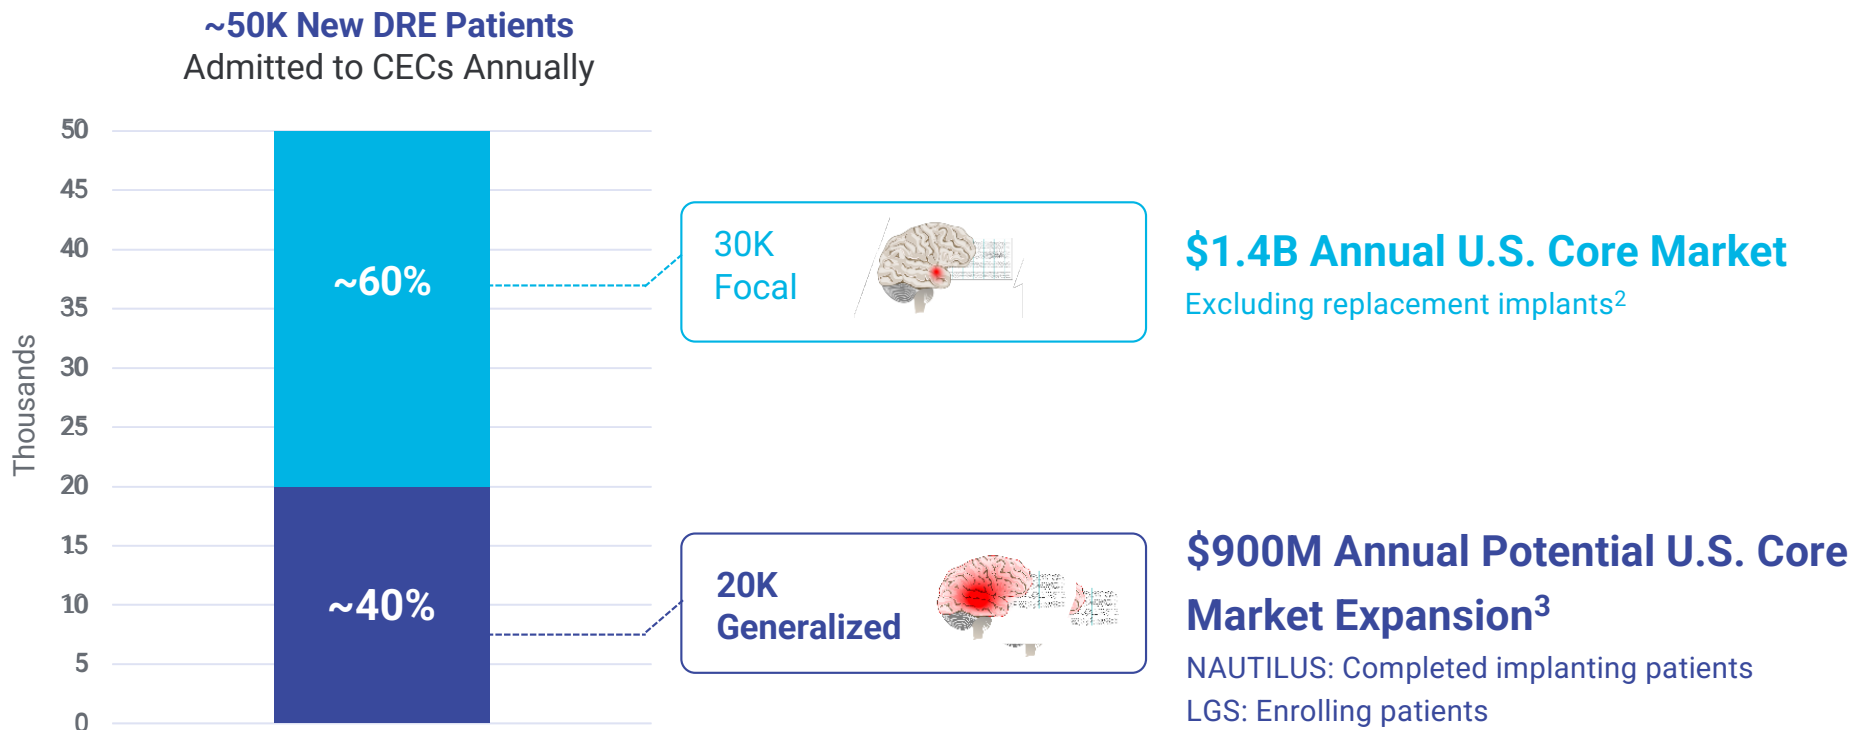 ~50K New DRE Patients
Admitted to CECs Annually
Thousands
50
45
40
35
30
25
20
15
10
5
0
~60%
~40%
30K
Focal
$1.4B Annual U.S. Core Market
Excluding replacement implants²
20K
Generalized
$900M Annual Potential U.S. Core
Market Expansion³
NAUTILUS: Completed implanting patients
LGS: Enrolling patients